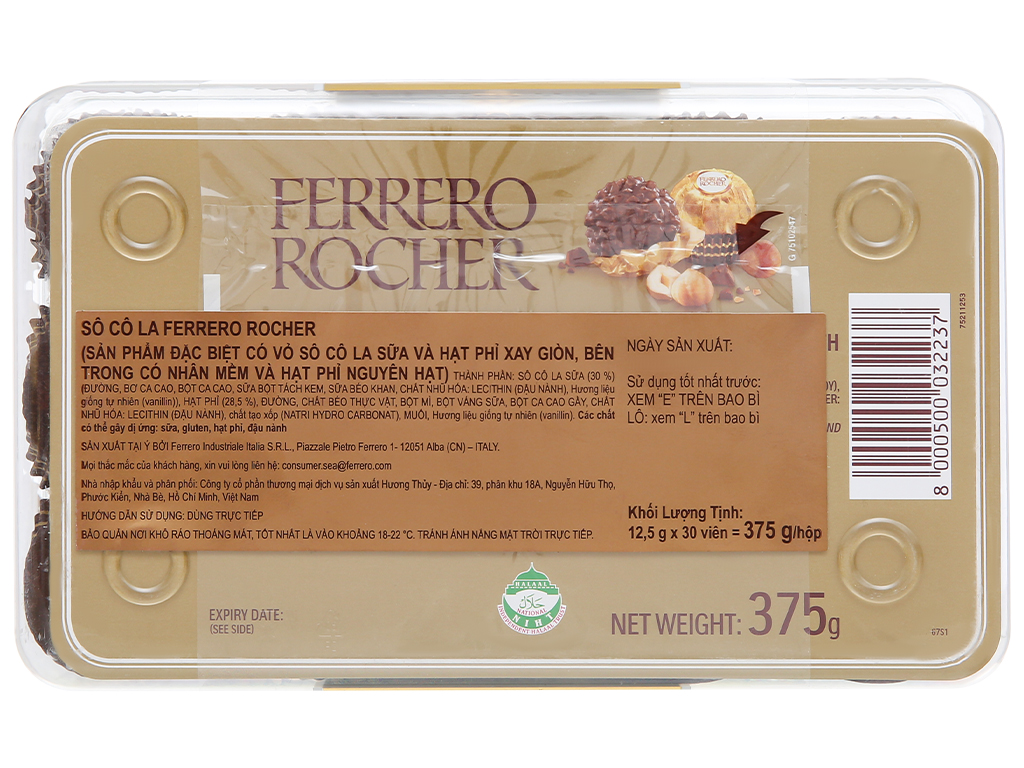 FERRERO
ROCHER
FERRERO
ROCHER
G 75102547
SÔ CÔ LA FERRERO ROCHER
(SẢN PHẨM ĐẶC BIỆT CÓ VỎ SÔ CÔ LA SỮA VÀ HẠT PHỈ XAY GIÒN, BÊN
TRONG CÓ NHÂN MỀM VÀ HẠT PHỈ NGUYÊN HẠT) THÀNH PHẦN: SÔ CÔ LA SỮA (30 %)
(ĐƯỜNG, BƠ CA CAO, BỘT CA CAO, SỮA BỘT TÁCH KEM, SỮA BÉO KHAN, CHẤT NHŨ HÓA: LECITHIN (ĐẬU NÀNH), Hương liệu
giống tự nhiên (vanillin)), HẠT PHỈ (28,5 %), ĐƯỜNG, CHẤT BÉO THỰC VẬT, BỘT MÌ, BỘT VÁNG SỮA, BỘT CA CAO GẦY, CHẤT
NHŨ HÓA: LECITHIN (ĐẬU NÀNH), chất tạo xốp (NATRI HYDRO CARBONAT), MUỐI, Hương liệu giống tự nhiên (vanillin). Các chất
có thể gây dị ứng: sữa, gluten, hạt phỉ, đậu nành
SẢN XUẤT TẠI Ý BỞI Ferrero Industriale Italia S.R.L., Piazzale Pietro Ferrero 1- 12051 Alba (CN) – ITALY.
Mọi thắc mắc của khách hàng, xin vui lòng liên hệ: consumer.sea@ferrero.com
Nhà nhập khẩu và phân phối: Công ty cổ phần thương mại dịch vụ sản xuất Hương Thủy - Địa chỉ: 39, phân khu 18A, Nguyễn Hữu Thọ,
Phước Kiển, Nhà Bè, Hồ Chí Minh, Việt Nam
HƯỚNG DẪN SỬ DỤNG: DÙNG TRỰC TIẾP
BẢO QUẢN NƠI KHÔ RÁO THOÁNG MÁT, TỐT NHẤT LÀ VÀO KHOẢNG 18-22 °C. TRÁNH ÁNH NẮNG MẶT TRỜI TRỰC TIẾP.
NGÀY SẢN XUẤT:
Sử dụng tốt nhất trước:
XEM “E” TRÊN BAO BÌ
LÔ: xem “L” trên bao bì
Khối Lượng Tịnh:
12,5 g x 30 viên = 375 g/hộp
8 000500 032237
75211253
EXPIRY DATE:
(SEE SIDE)
HALAAL
NATIONAL
NIHT
INDEPENDENT HALAAL TRUST
NET WEIGHT: 375g
G7S1